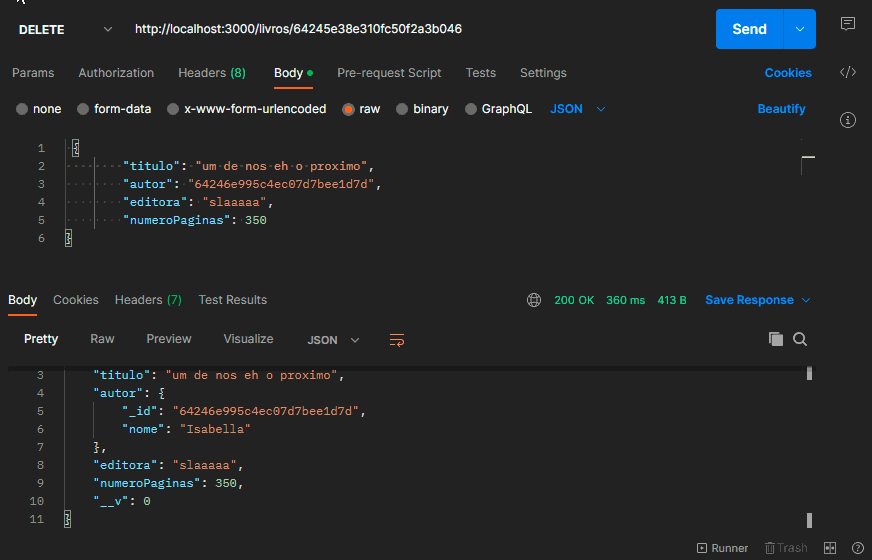 DELETE http://localhost:3000/livros/64245e38e310fc50f2a3b046 Send
Params Authorization Headers (8) Body Pre-request Script Tests Settings Cookies
none form-data x-www-form-urlencoded raw binary GraphQL JSON Beautify
1 {
2 "titulo": "um de nos eh o proximo",
3 "autor": "64246e995c4ec07d7bee1d7d",
4 "editora": "slaaaaa",
5 "numeroPaginas": 350
6 }
Body Cookies Headers (7) Test Results 200 OK 360 ms 413 B Save Response
Pretty Raw Preview Visualize JSON
3 "titulo": "um de nos eh o proximo",
4 "autor": {
5 "_id": "64246e995c4ec07d7bee1d7d",
6 "nome": "Isabella"
7 },
8 "editora": "slaaaaa",
9 "numeroPaginas": 350,
10 "__v": 0
11 }
Runner Trash